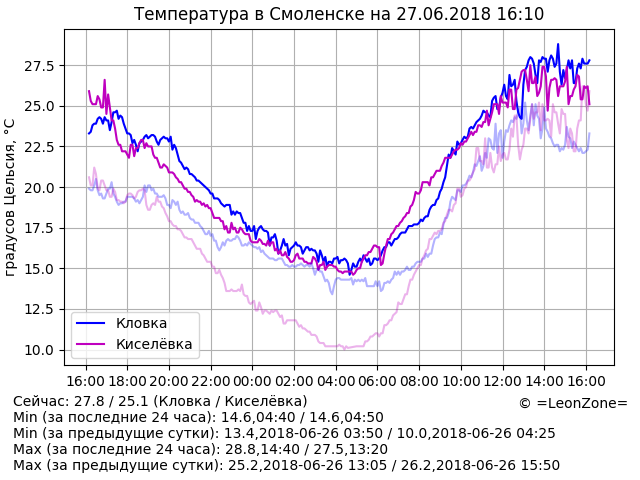 Температура в Смоленске на 27.06.2018 16:10
градусов Цельсия, °C
27.5
25.0
22.5
20.0
17.5
15.0
12.5
10.0
Кловка
Киселёвка
16:00 18:00 20:00 22:00 00:00 02:00 04:00 06:00 08:00 10:00 12:00 14:00 16:00
Сейчас: 27.8 / 25.1 (Кловка / Киселёвка)
© =LeonZone=
Min (за последние 24 часа): 14.6,04:40 / 14.6,04:50
Min (за предыдущие сутки): 13.4,2018-06-26 03:50 / 10.0,2018-06-26 04:25
Max (за последние 24 часа): 28.8,14:40 / 27.5,13:20
Max (за предыдущие сутки): 25.2,2018-06-26 13:05 / 26.2,2018-06-26 15:50